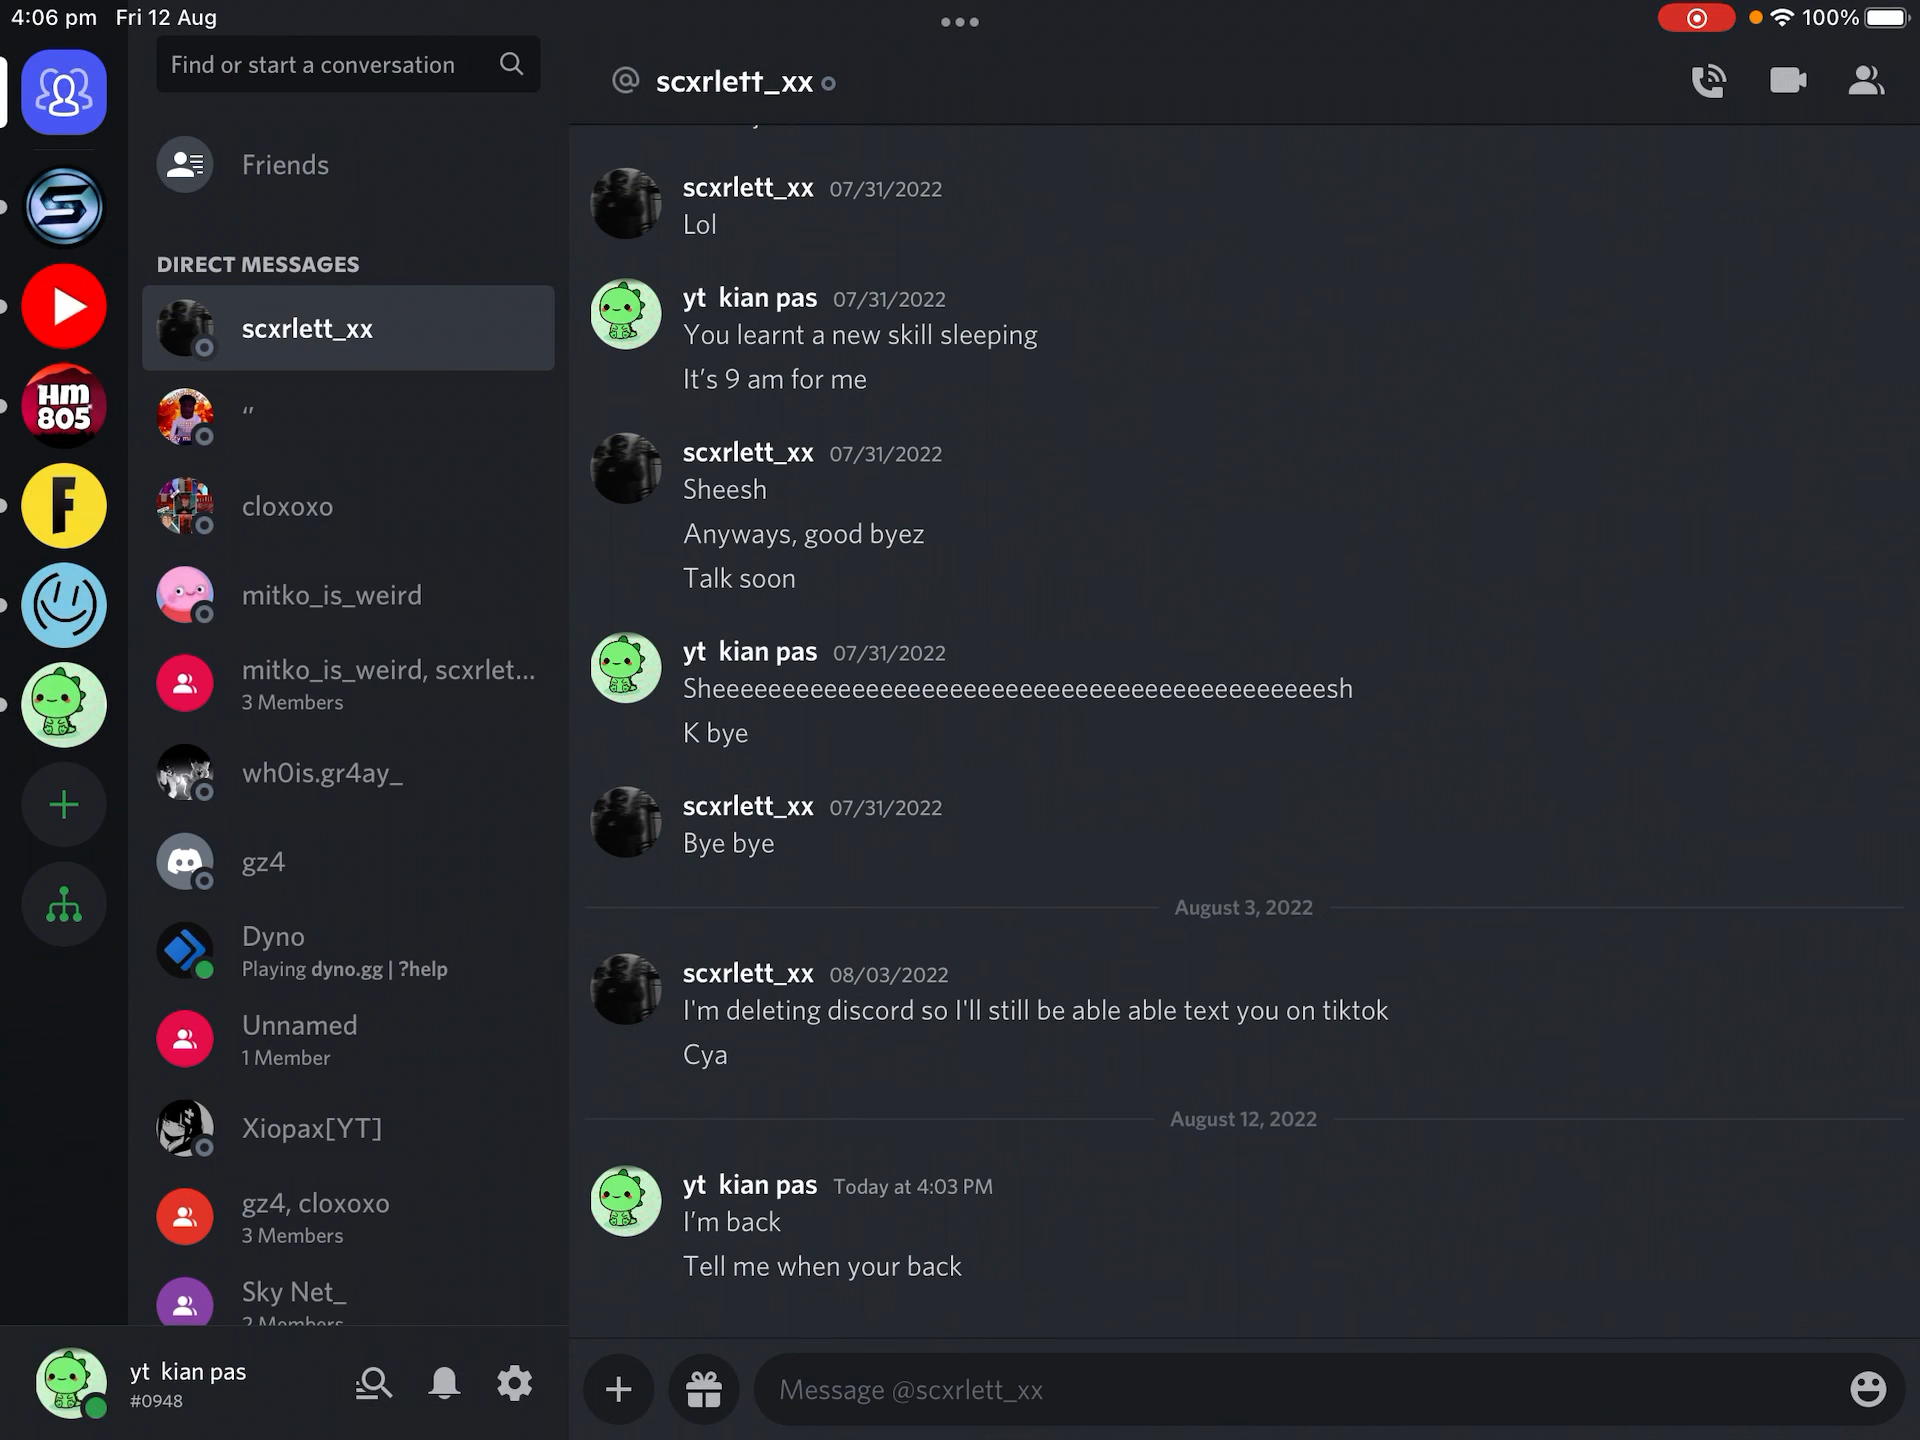 4:06 pm Fri 12 Aug
100%
Find or start a conversation
Friends
DIRECT MESSAGES
scxrlett_xx
‘’
cloxoxo
mitko_is_weird
mitko_is_weird, scxrlet...
3 Members
wh0is.gr4ay_
gz4
Dyno
Playing dyno.gg | ?help
Unnamed
1 Member
Xiopax[YT]
gz4, cloxoxo
3 Members
Sky Net_
2 Members
yt kian pas
#0948
HM
805
F
@ scxrlett_xx
scxrlett_xx 07/31/2022
Lol
yt kian pas 07/31/2022
You learnt a new skill sleeping
It’s 9 am for me
scxrlett_xx 07/31/2022
Sheesh
Anyways, good byez
Talk soon
yt kian pas 07/31/2022
Sheeeeeeeeeeeeeeeeeeeeeeeeeeeeeeeeeeeeeeeeeeeesh
K bye
scxrlett_xx 07/31/2022
Bye bye
August 3, 2022
scxrlett_xx 08/03/2022
I'm deleting discord so I'll still be able able text you on tiktok
Cya
August 12, 2022
yt kian pas Today at 4:03 PM
I’m back
Tell me when your back
Message @scxrlett_xx